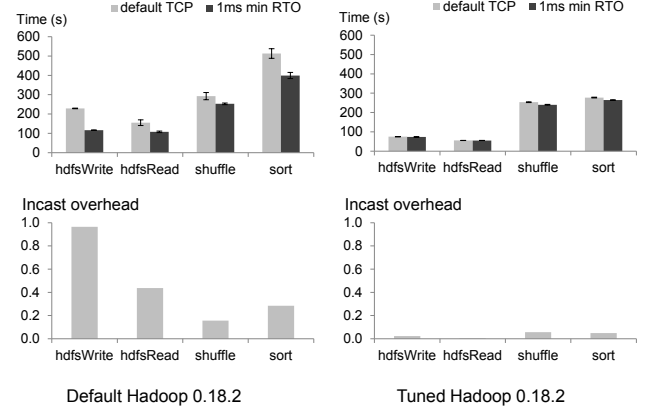 Time (s)
default TCP 1ms min RTO
600
500
400
300
200
100
0
hdfsWrite hdfsRead shuffle sort
Time (s)
default TCP 1ms min RTO
600
500
400
300
200
100
0
hdfsWrite hdfsRead shuffle sort
Incast overhead
1.0
0.8
0.6
0.4
0.2
0.0
hdfsWrite hdfsRead shuffle sort
Default Hadoop 0.18.2
Incast overhead
1.0
0.8
0.6
0.4
0.2
0.0
hdfsWrite hdfsRead shuffle sort
Tuned Hadoop 0.18.2